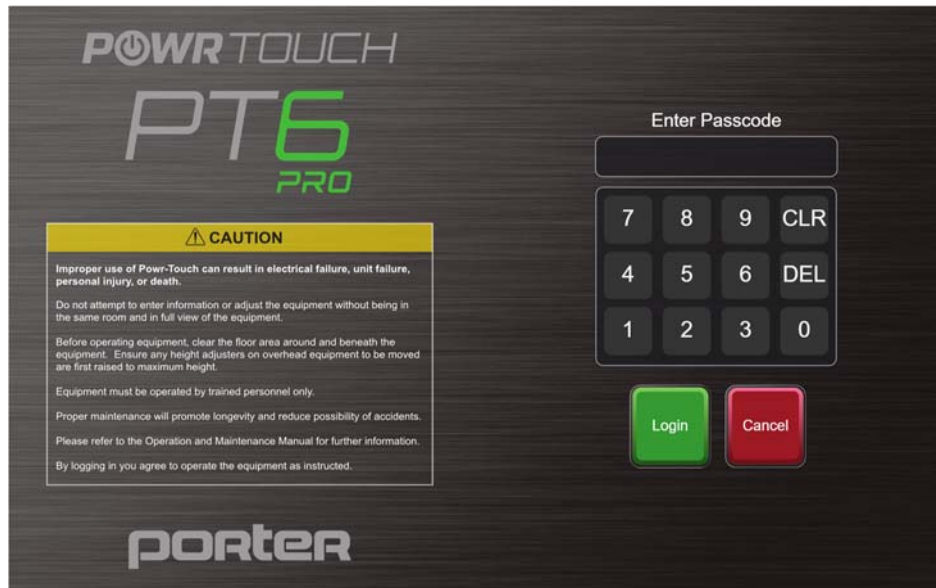 POWRTOUCH
PT6
PRO
CAUTION
Improper use of Powr-Touch can result in electrical failure, unit failure,
personal injury, or death.
Do not attempt to enter information or adjust the equipment without being in
the same room and in full view of the equipment.
Before operating equipment, clear the floor area around and beneath the
equipment. Ensure any height adjusters on overhead equipment to be moved
are first raised to maximum height.
Equipment must be operated by trained personnel only.
Proper maintenance will promote longevity and reduce possibility of accidents.
Please refer to the Operation and Maintenance Manual for further information.
By logging in you agree to operate the equipment as instructed.
porter
Enter Passcode
7 8 9 CLR
4 5 6 DEL
1 2 3 0
Login Cancel